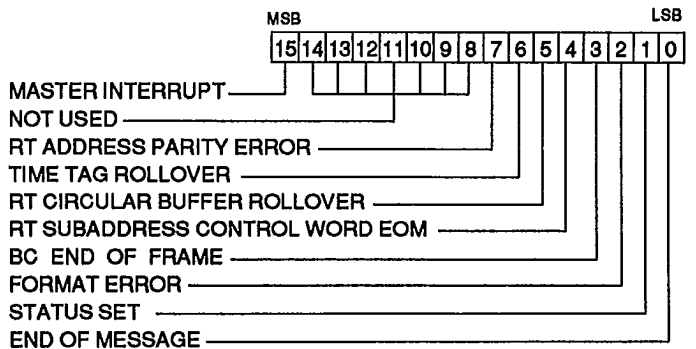 MSB LSB
15 14 13 12 11 10 9 8 7 6 5 4 3 2 1 0
MASTER INTERRUPT
NOT USED
RT ADDRESS PARITY ERROR
TIME TAG ROLLOVER
RT CIRCULAR BUFFER ROLLOVER
RT SUBADDRESS CONTROL WORD EOM
BC END OF FRAME
FORMAT ERROR
STATUS SET
END OF MESSAGE